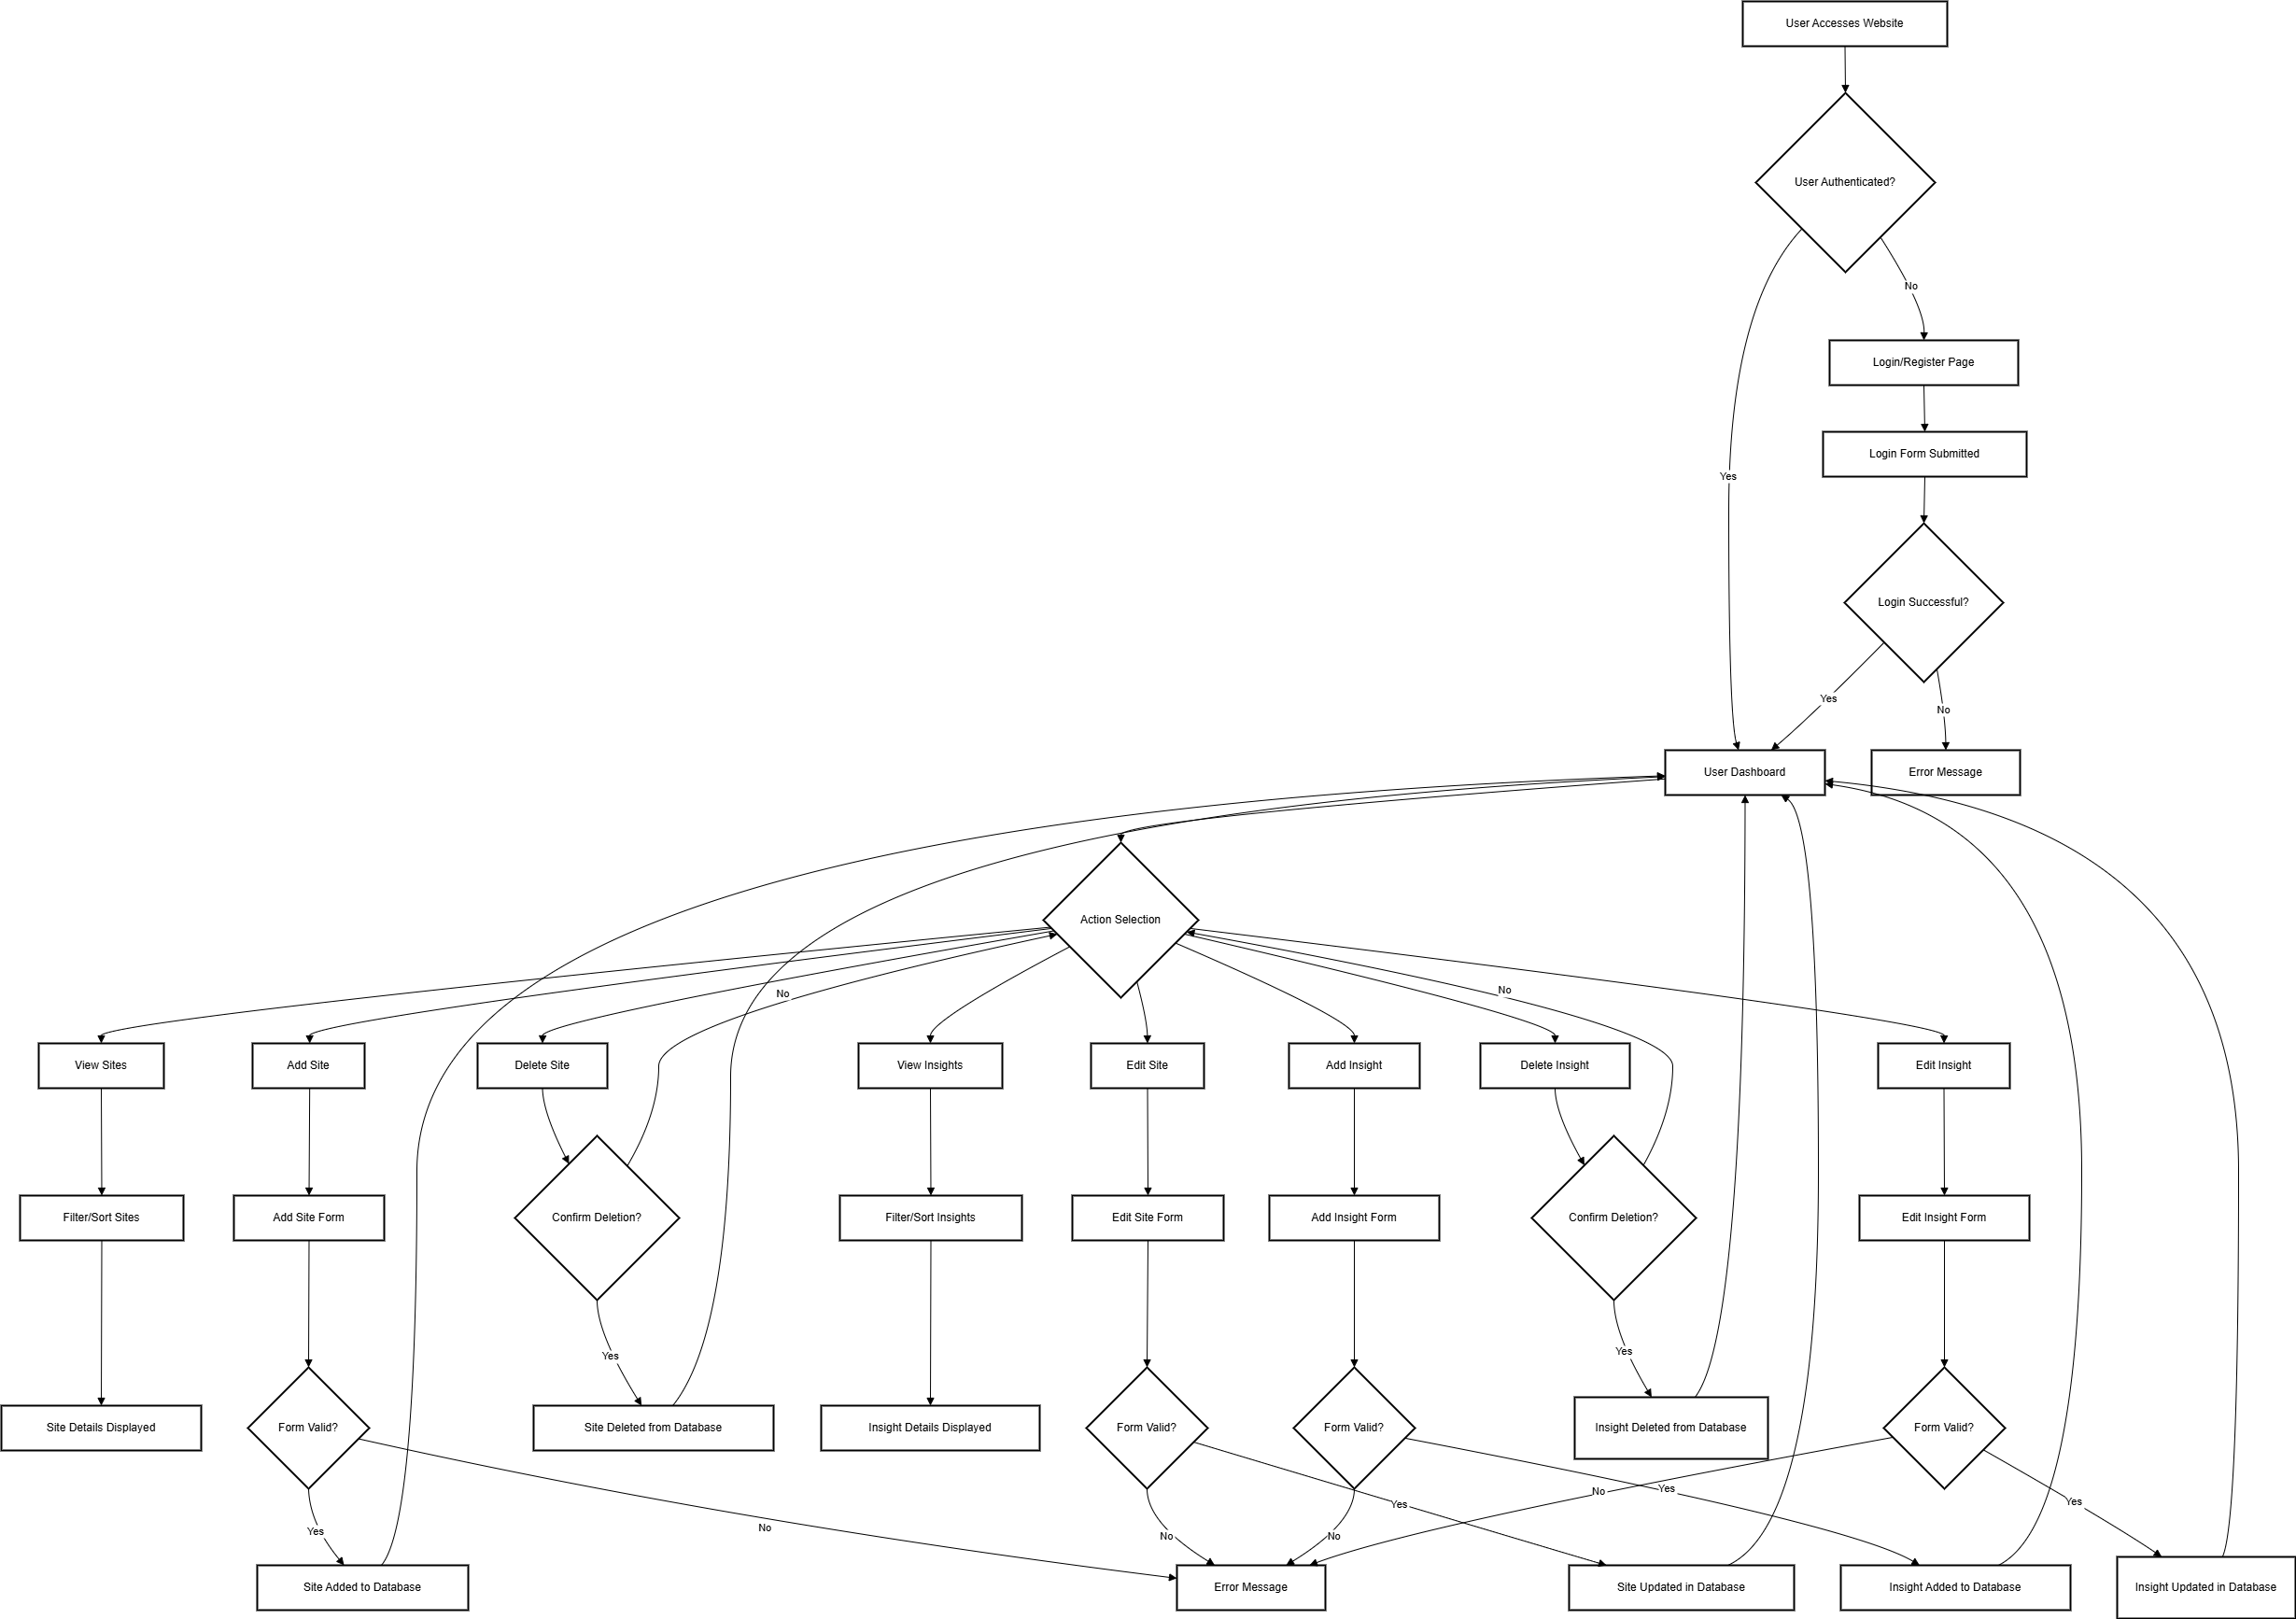 User Accesses Website
User Authenticated?
No
Login/Register Page
Login Form Submitted
Yes
Login Successful?
Yes
No
User Dashboard
Error Message
Action Selection
No
No
View Sites
Add Site
Delete Site
View Insights
Edit Site
Add Insight
Delete Insight
Edit Insight
Filter/Sort Sites
Add Site Form
Confirm Deletion?
Filter/Sort Insights
Edit Site Form
Add Insight Form
Confirm Deletion?
Edit Insight Form
Yes
Yes
Site Details Displayed
Form Valid?
Site Deleted from Database
Insight Details Displayed
Form Valid?
Form Valid?
Insight Deleted from Database
Form Valid?
No
Yes
Yes
Yes
Yes
No
No
No
Site Added to Database
Error Message
Site Updated in Database
Insight Added to Database
Insight Updated in Database